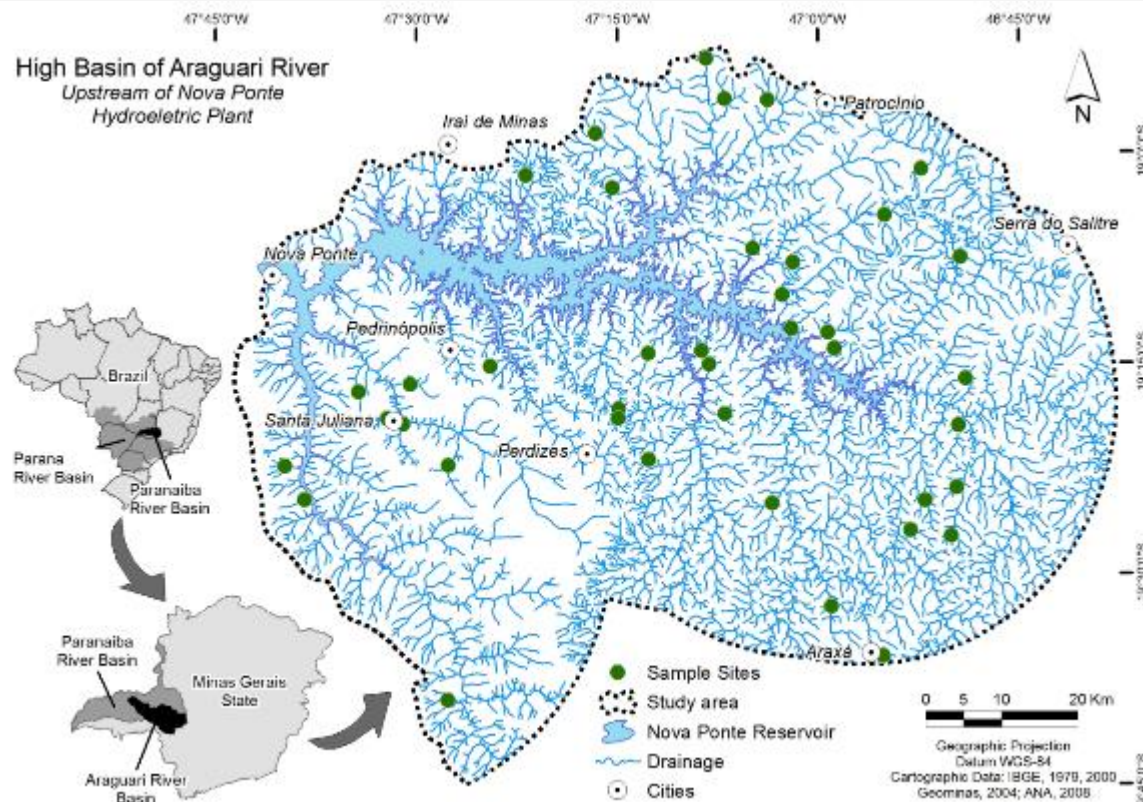 47°45'0"W
47°30'0"W
47°15'0"W
47°0'0"W
46°45'0"W
High Basin of Araguari River
Upstream of Nova Ponte
Hydroeletric Plant
Iraí de Minas
Patrocínio
N
Serra do Salitre
Nova Ponte
Pedrinópolis
Santa Juliana
Perdizes
Araxá
Brazil
Parana
River Basin
Paranaiba
River Basin
Paranaiba
River Basin
Minas Gerais
State
Araguari River
Basin
Sample Sites
Study area
Nova Ponte Reservoir
Drainage
Cities
0 5 10 20 Km
Geographic Projection
Datum WGS-84
Cartographic Data: IBGE, 1979, 2000
Geominas, 2004; ANA, 2006
19°30'0"S